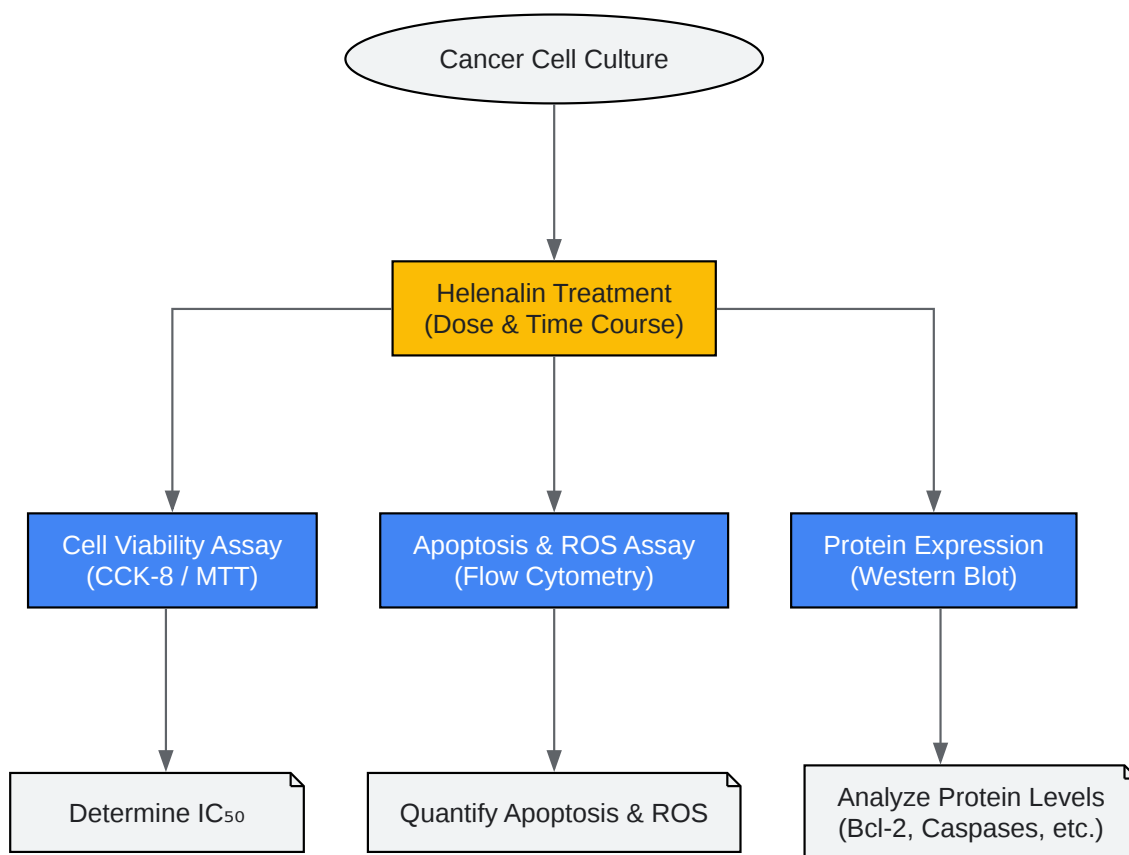 Cancer Cell Culture
Helenalin Treatment
(Dose & Time Course)
Cell Viability Assay
(CCK-8 / MTT)
Apoptosis & ROS Assay
(Flow Cytometry)
Protein Expression
(Western Blot)
Determine IC₅₀
Quantify Apoptosis & ROS
Analyze Protein Levels
(Bcl-2, Caspases, etc.)